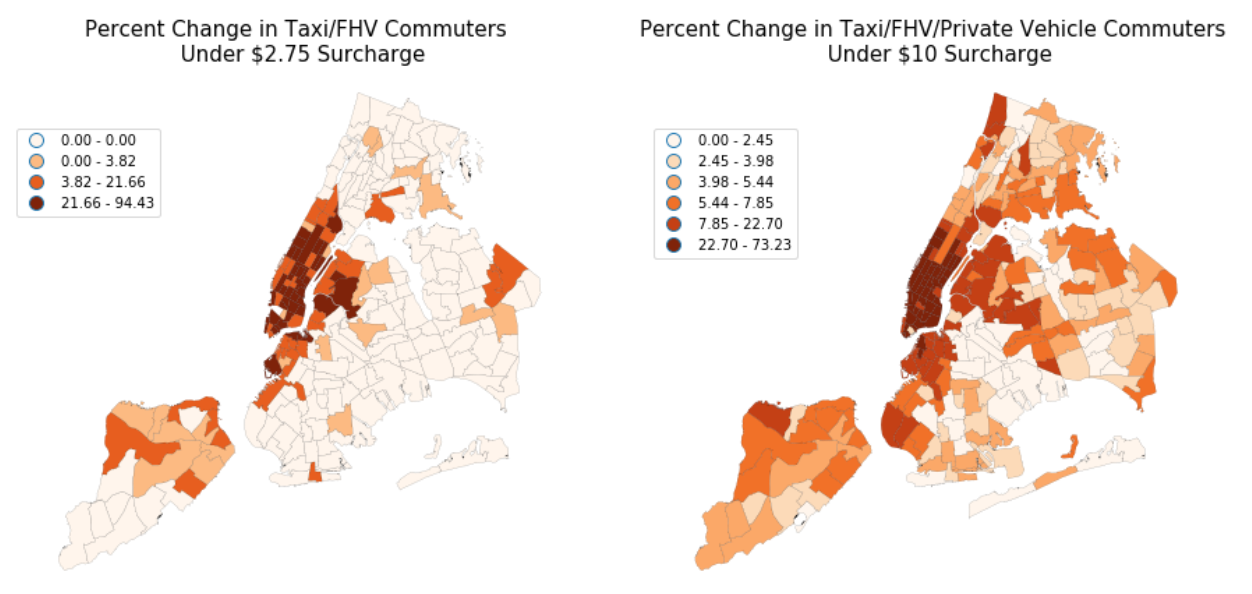 Percent Change in Taxi/FHV Commuters
Under $2.75 Surcharge
0.00 - 0.00
0.00 - 3.82
3.82 - 21.66
21.66 - 94.43
Percent Change in Taxi/FHV/Private Vehicle Commuters
Under $10 Surcharge
0.00 - 2.45
2.45 - 3.98
3.98 - 5.44
5.44 - 7.85
7.85 - 22.70
22.70 - 73.23